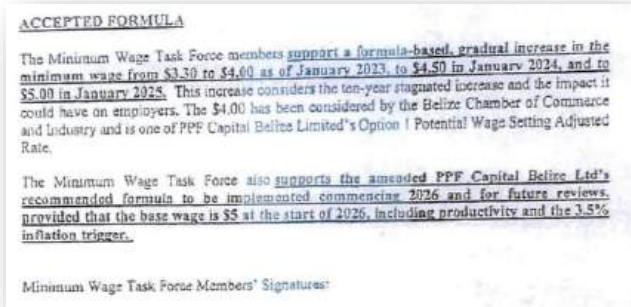 ACCEPTED FORMULA
The Minimum Wage Task Force members support a formula-based, gradual increase in the
minimum wage from $3.30 to $4.00 as of January 2023, to $4.50 in January 2024, and to
$5.00 in January 2025. This increase considers the ten-year stagnated increase and the impact it
could have on employers. The $4.00 has been considered by the Belize Chamber of Commerce
and Industry and is one of PPF Capital Belize Limited's Option 1 Potential Wage Setting Adjusted
Rate.
The Minimum Wage Task Force also supports the amended PPF Capital Belize Ltd's
recommended formula to be implemented commencing 2026 and for future reviews,
provided that the base wage is $5 at the start of 2026, including productivity and the 3.5%
inflation trigger.
Minimum Wage Task Force Members' Signatures: